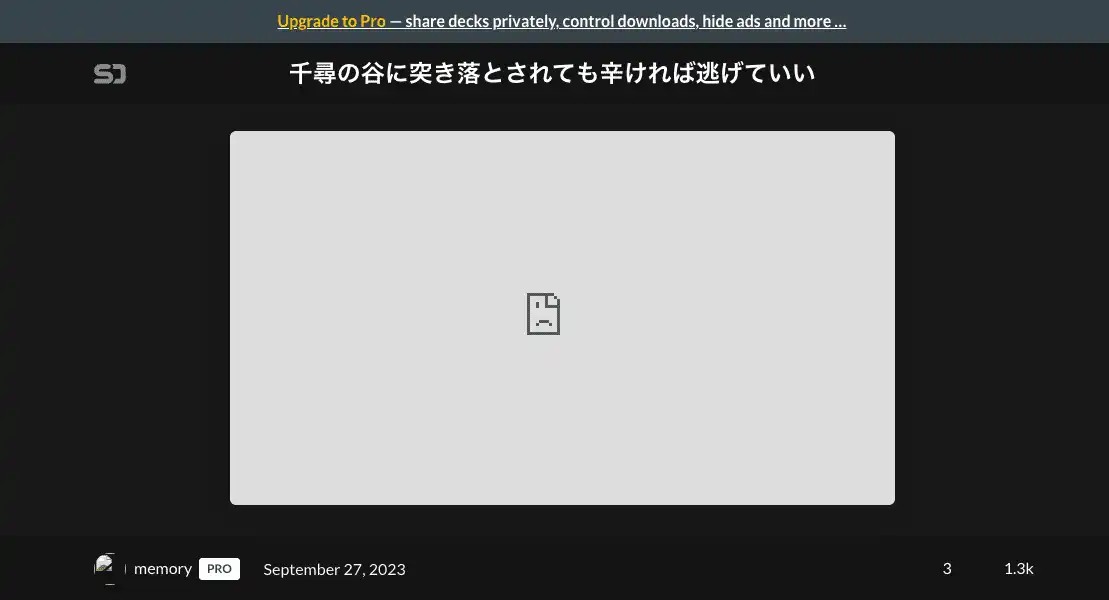 Upgrade to Pro — share decks privately, control downloads, hide ads and more …
千尋の谷に突き落とされても辛ければ逃げていい
memory PRO September 27, 2023 3 1.3k